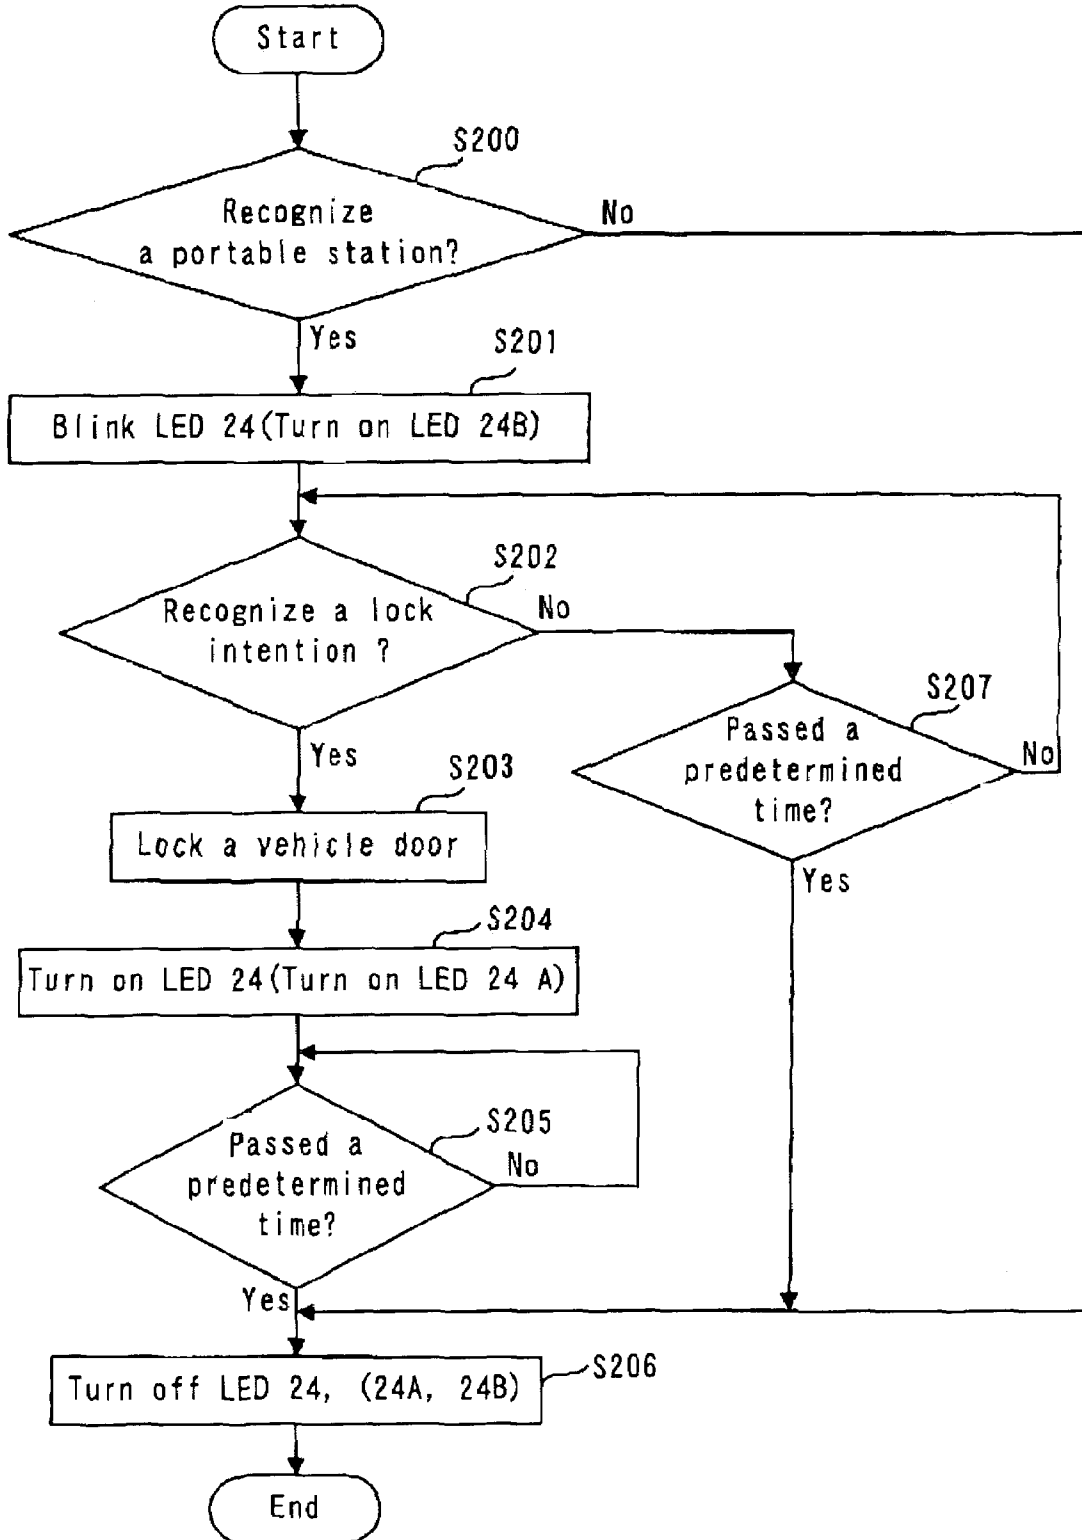 Start
S200
Recognize
a portable station?
No
Yes
S201
Blink LED 24(Turn on LED 24B)
S202
Recognize a lock
intention ?
No
S207
Passed a
predetermined
time?
No
Yes
Yes
S203
Lock a vehicle door
S204
Turn on LED 24(Turn on LED 24 A)
S205
Passed a
predetermined
time?
No
Yes
S206
Turn off LED 24, (24A, 24B)
End